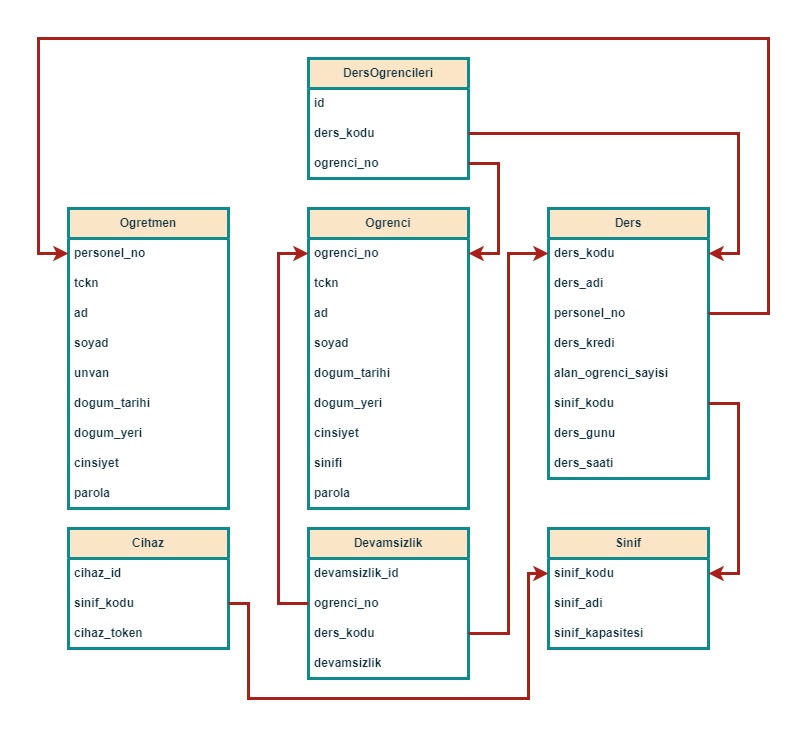 DersOgrencileri
id
ders_kodu
ogrenci_no
Ogretmen
personel_no
tckn
ad
soyad
unvan
dogum_tarihi
dogum_yeri
cinsiyet
parola
Ogrenci
ogrenci_no
tckn
ad
soyad
dogum_tarihi
dogum_yeri
cinsiyet
sinifi
parola
Ders
ders_kodu
ders_adi
personel_no
ders_kredi
alan_ogrenci_sayisi
sinif_kodu
ders_gunu
ders_saati
Cihaz
cihaz_id
sinif_kodu
cihaz_token
Devamsizlik
devamsizlik_id
ogrenci_no
ders_kodu
devamsizlik
Sinif
sinif_kodu
sinif_adi
sinif_kapasitesi